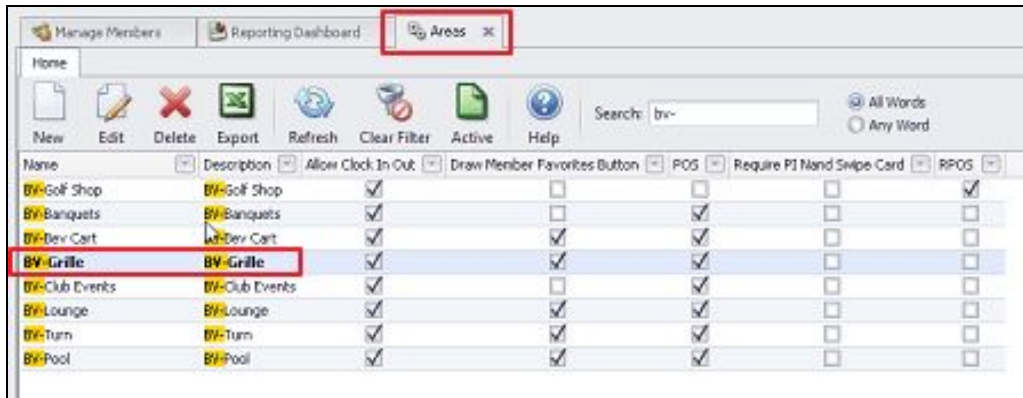 Manage Members Reporting Dashboard Areas
Home
New Edit Delete Export Refresh Clear Filter Active Help Search: bv- All Words
Any Word
Name Description Allow Clock In Out Draw Member Favorites Button POS Require PI Nand Swipe Card RPOS
BV-Golf Shop BV-Golf Shop
BV-Banquets BV-Banquets
BV-Bev Cart BV-Bev Cart
BV-Grille BV-Grille
BV-Club Events BV-Club Events
BV-Lounge BV-Lounge
BV-Turn BV-Turn
BV-Pool BV-Pool